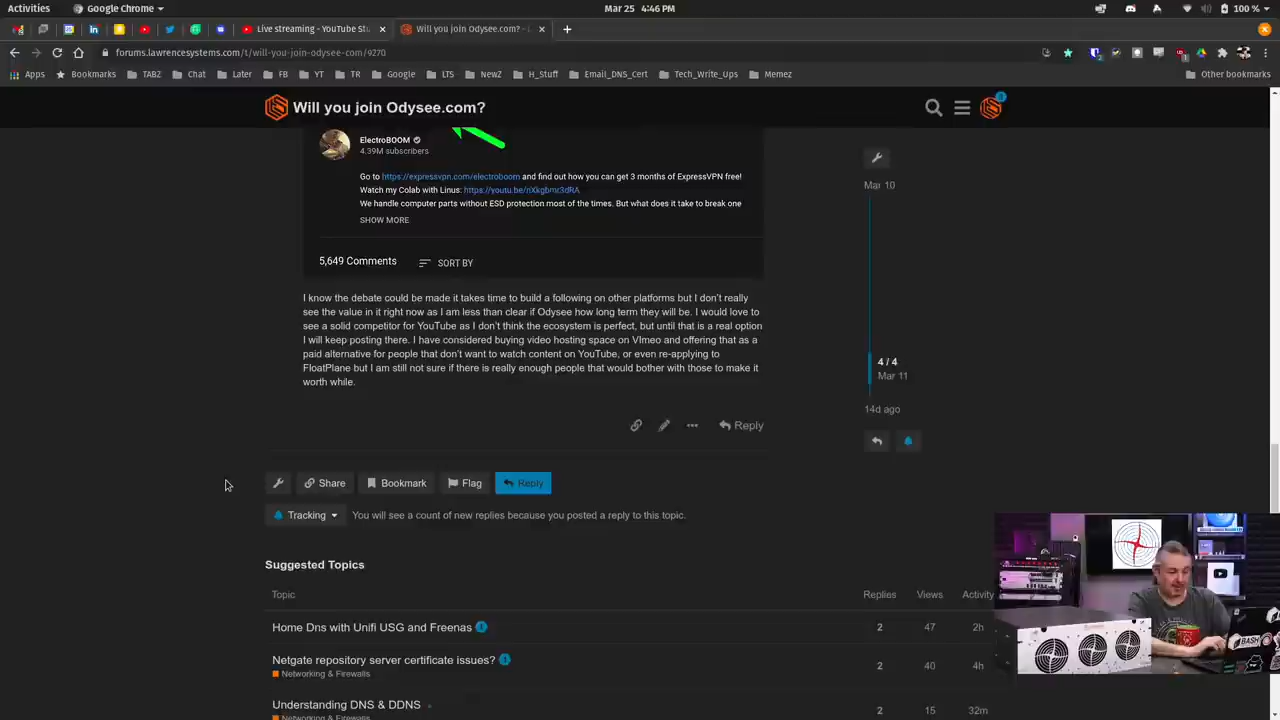 Activities
Google Chrome
Mar 25 4:46 PM
100 %
Live streaming - YouTube Stu
Will you join Odysee.com? -
forums.lawrencesystems.com/t/will-you-join-odysee-com/9270
Apps
Bookmarks
TABZ
Chat
Later
FB
YT
TR
Google
LTS
NewZ
H_Stuff
Email_DNS_Cert
Tech_Write_Ups
Memez
Other bookmarks
Will you join Odysee.com?
ElectroBOOM
4.39M subscribers
Go to https://expressvpn.com/electroboom and find out how you can get 3 months of ExpressVPN free!
Watch my Colab with Linus: https://youtu.be/nXkgbmr3dRA
We handle computer parts without ESD protection most of the times. But what does it take to break one
SHOW MORE
5,649 Comments
SORT BY
I know the debate could be made it takes time to build a following on other platforms but I don't really
see the value in it right now as I am less than clear if Odysee how long term they will be. I would love to
see a solid competitor for YouTube as I don't think the ecosystem is perfect, but until that is a real option
I will keep posting there. I have considered buying video hosting space on VImeo and offering that as a
paid alternative for people that don't want to watch content on YouTube, or even re-applying to
FloatPlane but I am still not sure if there is really enough people that would bother with those to make it
worth while.
Reply
Mar 10
4 / 4
Mar 11
14d ago
Share
Bookmark
Flag
Reply
Tracking
You will see a count of new replies because you posted a reply to this topic.
Suggested Topics
Topic
Replies
Views
Activity
Home Dns with Unifi USG and Freenas
2
47
2h
Netgate repository server certificate issues?
Networking & Firewalls
2
40
4h
Understanding DNS & DDNS
Networking & Firewalls
2
15
32m
BASH